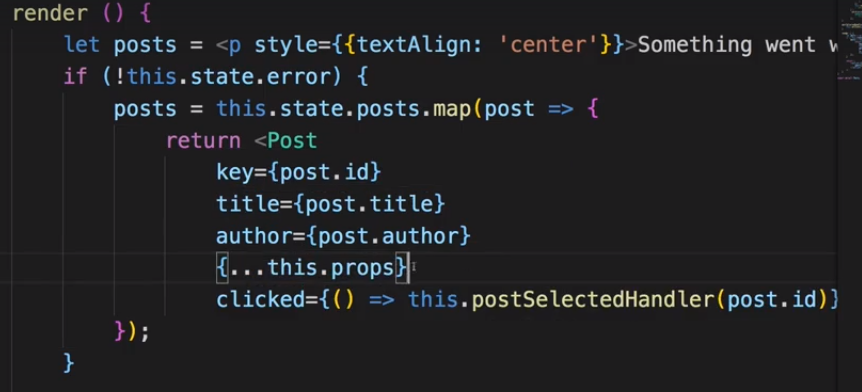 render () {
let posts = <p style={{textAlign: 'center'}}>Something went
if (!this.state.error) {
posts = this.state.posts.map(post => {
return <Post
key={post.id}
title={post.title}
author={post.author}
{...this.props}
clicked={() => this.postSelectedHandler(post.id)}
});
}